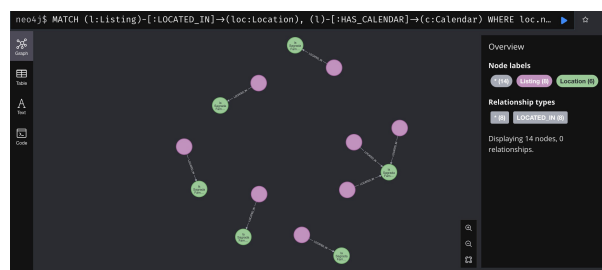 neo4j$ MATCH (l:Listing)-[:LOCATED_IN]→(loc:Location), (l)-[:HAS_CALENDAR]→(c:Calendar) WHERE loc.n…
Graph
Table
Text
Code
Overview
Node labels
* (14) Listing (8) Location (6)
Relationship types
* (8) LOCATED_IN (8)
Displaying 14 nodes, 0
relationships.